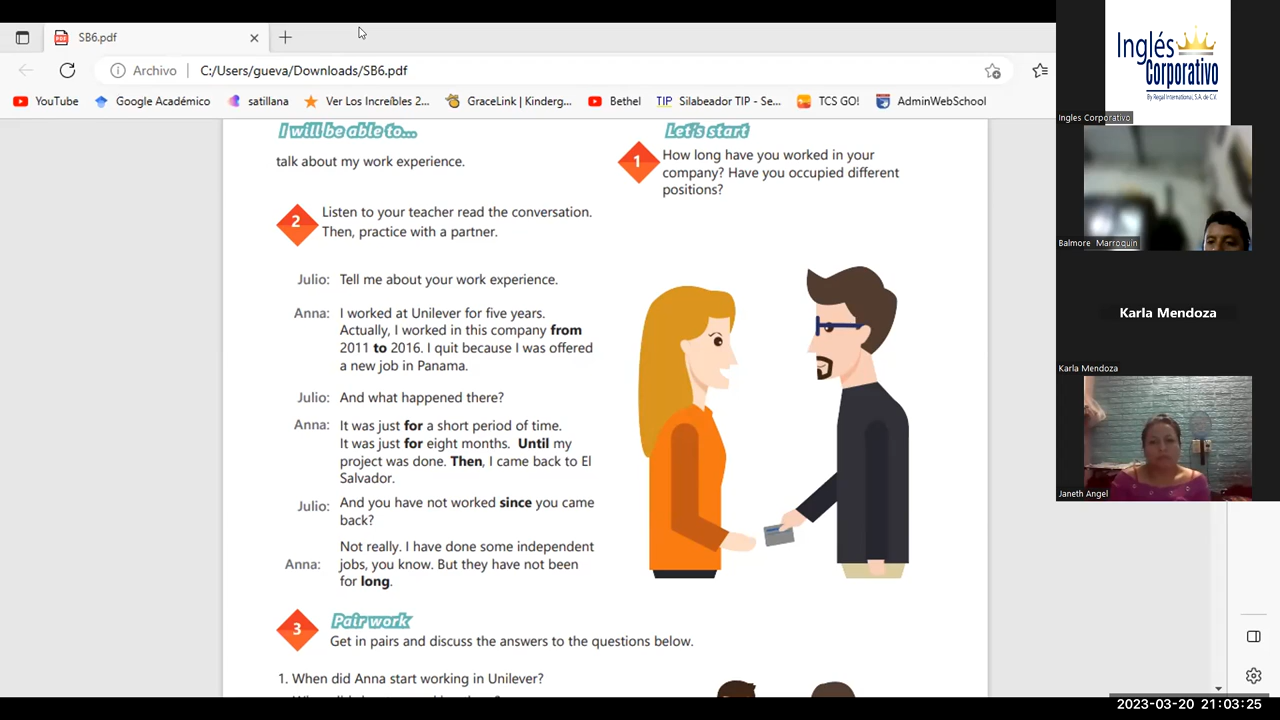 SB6.pdf
Archivo
C:/Users/gueva/Downloads/SB6.pdf
YouTube
Google Académico
satillana
Ver Los Increíbles 2...
GraceLink | Kinderg...
Bethel
TIP Silabeador TIP - Se...
TCS GO!
AdminWebSchool
I will be able to...
talk about my work experience.
Let's start
1
How long have you worked in your
company? Have you occupied different
positions?
2
Listen to your teacher read the conversation.
Then, practice with a partner.
Julio: Tell me about your work experience.
Anna: I worked at Unilever for five years.
Actually, I worked in this company from
2011 to 2016. I quit because I was offered
a new job in Panama.
Julio: And what happened there?
Anna: It was just for a short period of time.
It was just for eight months. Until my
project was done. Then, I came back to El
Salvador.
Julio: And you have not worked since you came
back?
Not really. I have done some independent
Anna: jobs, you know. But they have not been
for long.
3
Pair work
Get in pairs and discuss the answers to the questions below.
1. When did Anna start working in Unilever?
Inglés
Corporativo
By Regal International, S.A. de C.V.
Ingles Corporativo
Balmore Marroquin
Karla Mendoza
Karla Mendoza
Janeth Angel
2023-03-20 21:03:25